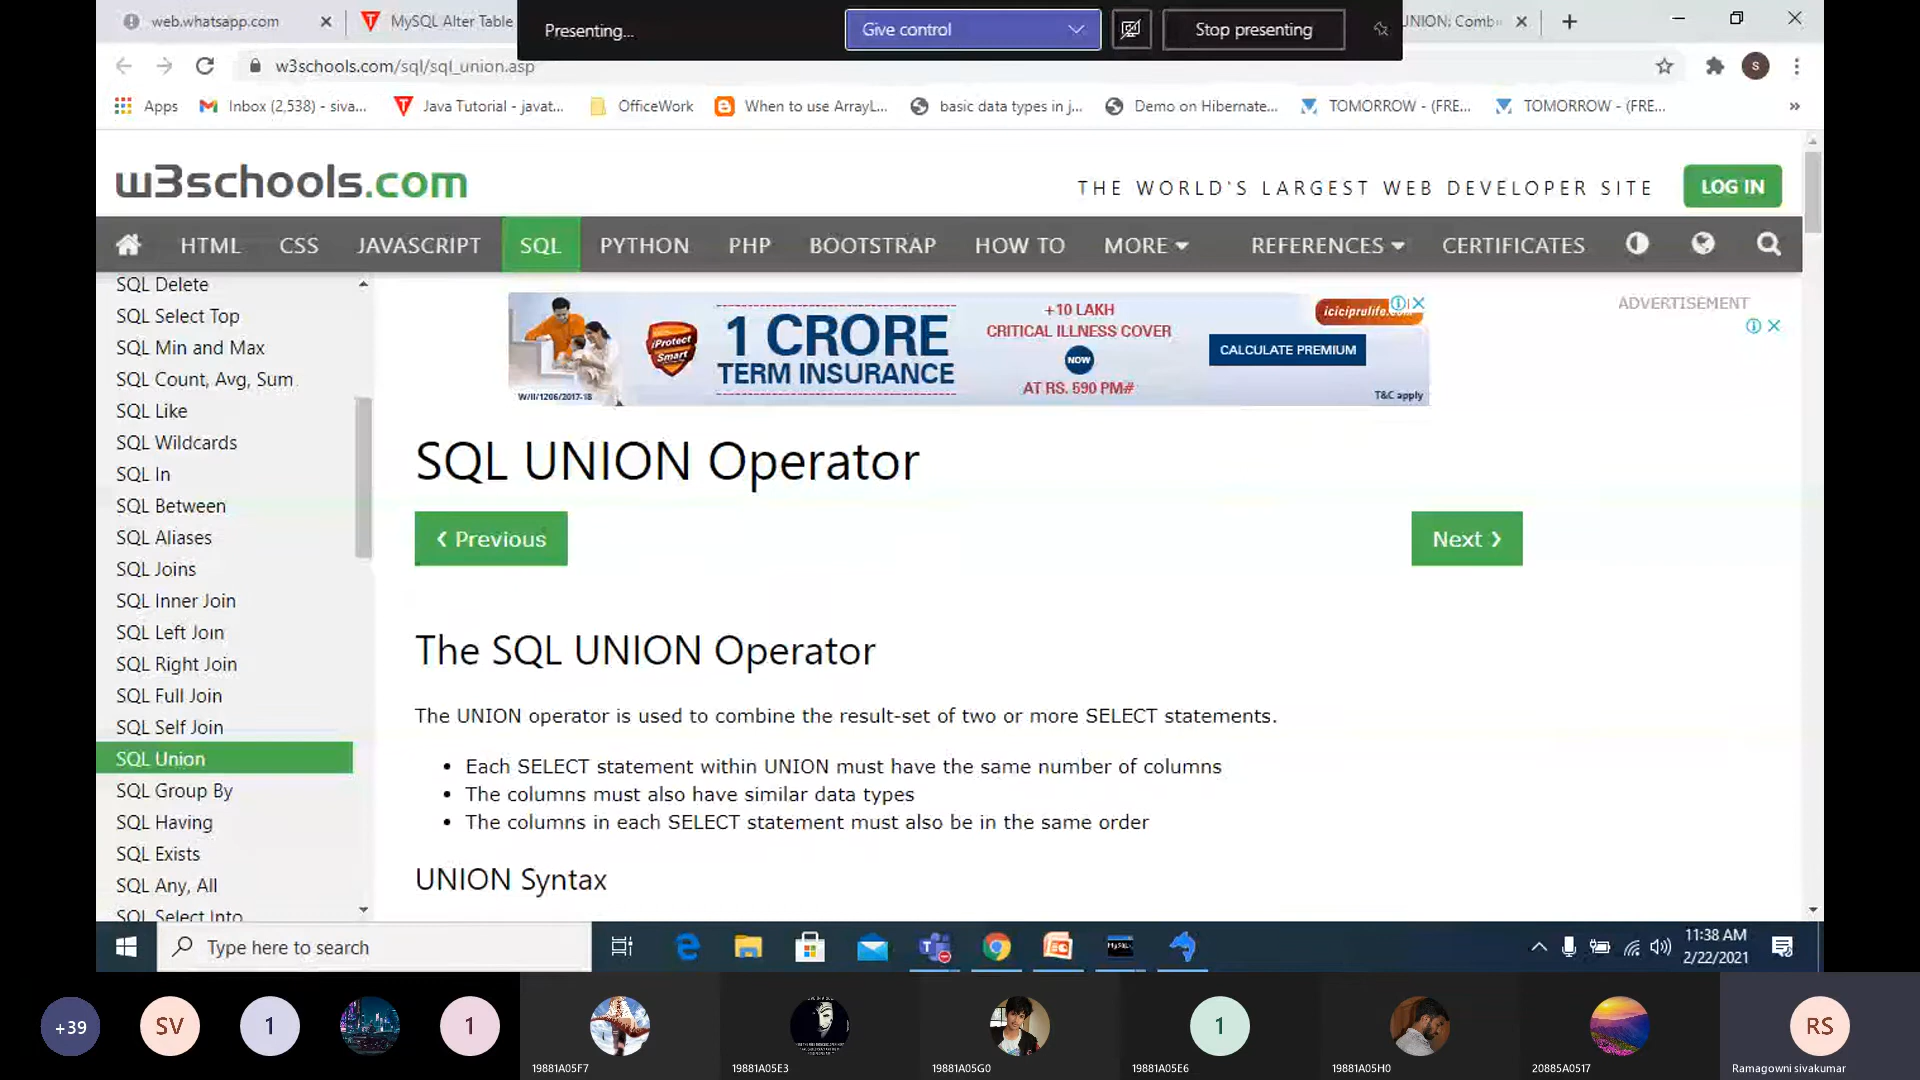 web.whatsapp.com
MySQL Alter Table
Presenting...
Give control
Stop presenting
UNION: Comb
w3schools.com/sql/sql_union.asp
S
Apps
Inbox (2,538) - siva...
Java Tutorial - javat...
OfficeWork
When to use ArrayL...
basic data types in j...
Demo on Hibernate...
TOMORROW - (FRE...
TOMORROW - (FRE...
»
w3schools.com
THE WORLD'S LARGEST WEB DEVELOPER SITE
LOG IN
HTML
CSS
JAVASCRIPT
SQL
PYTHON
PHP
BOOTSTRAP
HOW TO
MORE
REFERENCES
CERTIFICATES
SQL Delete
SQL Select Top
SQL Min and Max
SQL Count, Avg, Sum
SQL Like
SQL Wildcards
SQL In
SQL Between
SQL Aliases
SQL Joins
SQL Inner Join
SQL Left Join
SQL Right Join
SQL Full Join
SQL Self Join
SQL Union
SQL Group By
SQL Having
SQL Exists
SQL Any, All
SQL Select Into
iProtect
Smart
W/II/1206/2017-18
1 CRORE
TERM INSURANCE
+10 LAKH
CRITICAL ILLNESS COVER
NOW
AT RS. 590 PM#
CALCULATE PREMIUM
iciciprulife.com
T&C apply
ADVERTISEMENT
SQL UNION Operator
❮ Previous
Next ❯
The SQL UNION Operator
The UNION operator is used to combine the result-set of two or more SELECT statements.
• Each SELECT statement within UNION must have the same number of columns
• The columns must also have similar data types
• The columns in each SELECT statement must also be in the same order
UNION Syntax
Type here to search
11:38 AM
2/22/2021
+39
SV
1
1
19881A05F7
19881A05E3
19881A05G0
1
19881A05E6
19881A05H0
20885A0517
RS
Ramagowni sivakumar